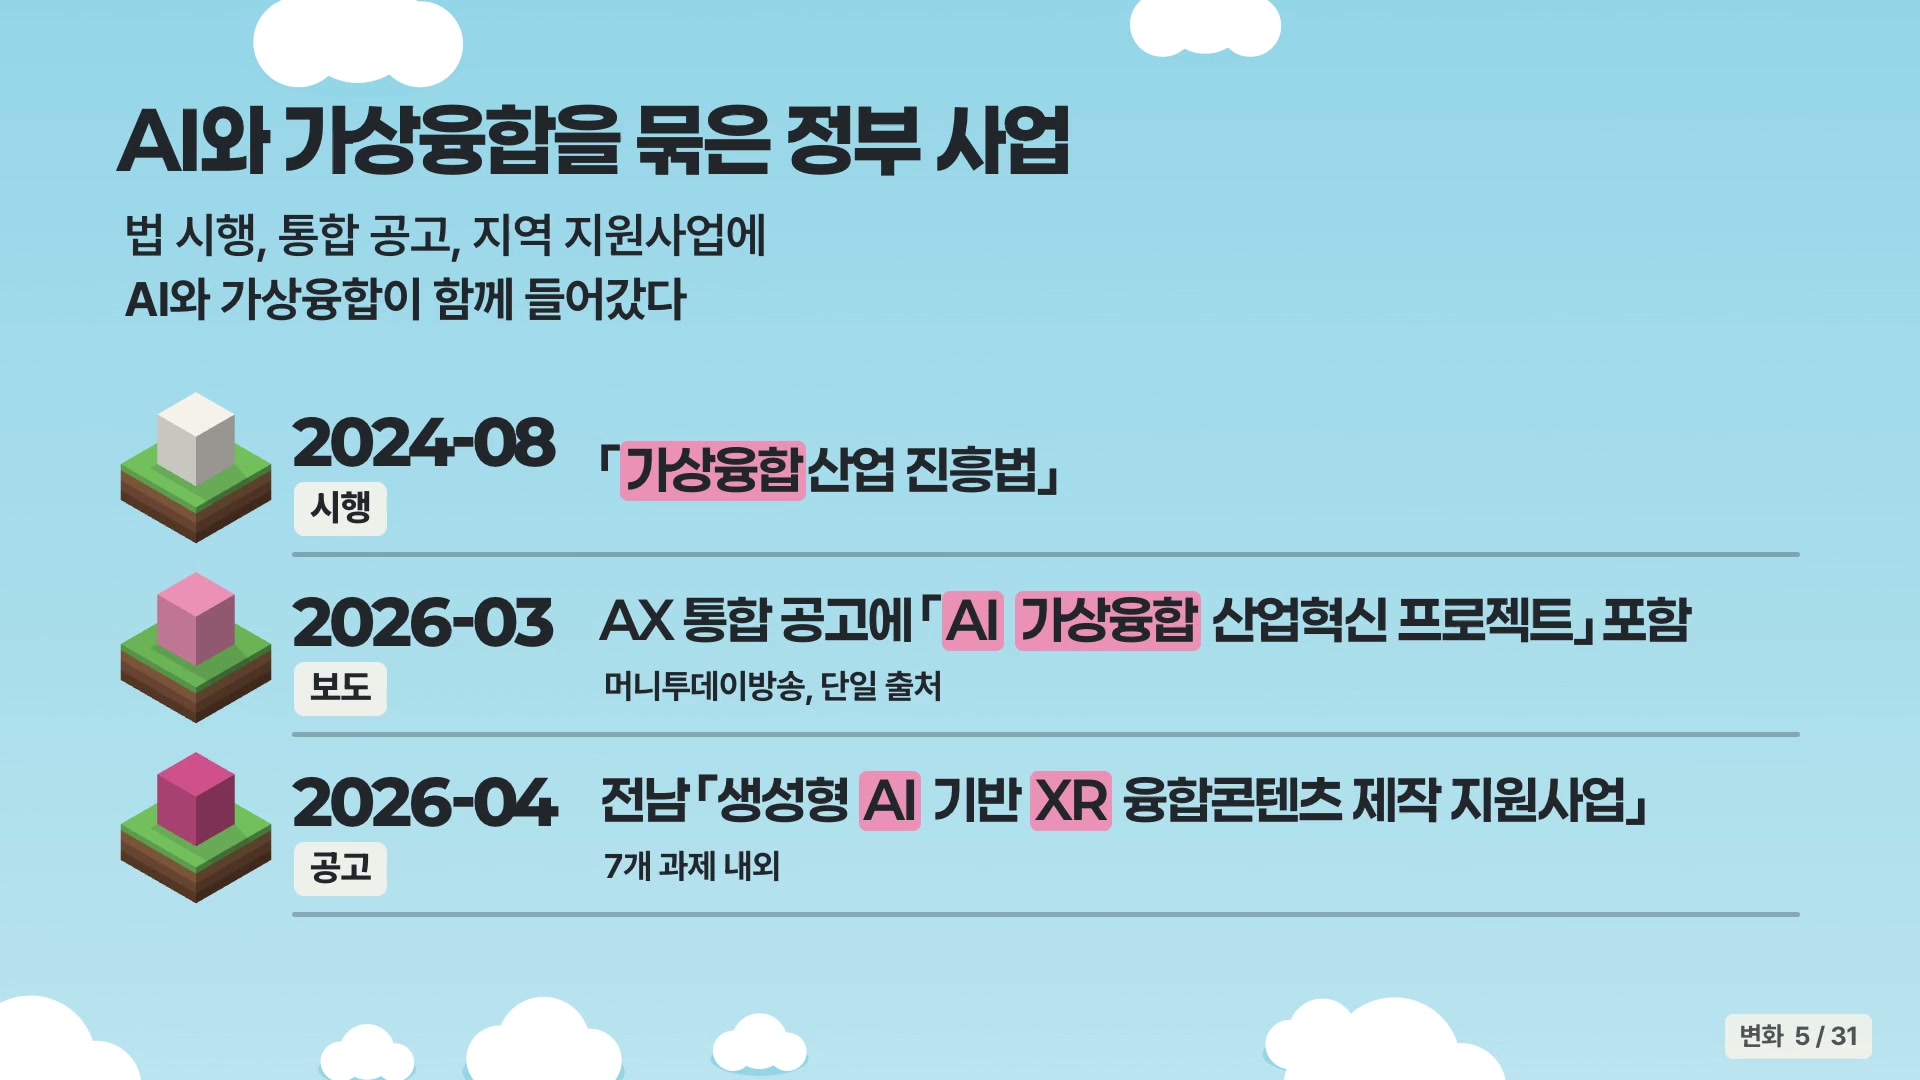 AI와 가상융합을 묶은 정부 사업
법 시행, 통합 공고, 지역 지원사업에
AI와 가상융합이 함께 들어갔다
2024-08
시행
「가상융합산업 진흥법」
2026-03
보도
AX 통합 공고에 「AI 가상융합 산업혁신 프로젝트」 포함
머니투데이방송, 단일 출처
2026-04
공고
전남 「생성형 AI 기반 XR 융합콘텐츠 제작 지원사업」
7개 과제 내외
변화 5 / 31